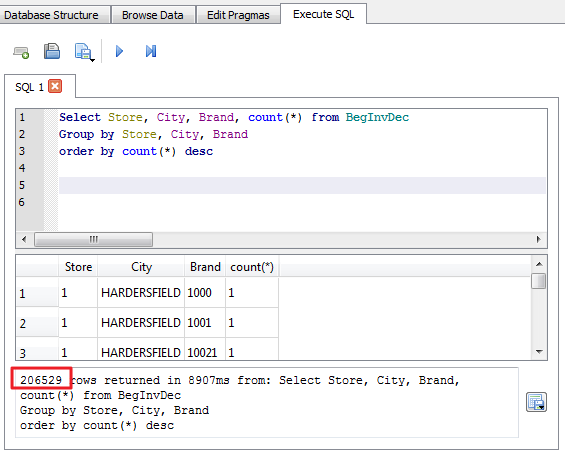 Database Structure Browse Data Edit Pragmas Execute SQL
SQL 1
1 Select Store, City, Brand, count(*) from BegInvDec
2 Group by Store, City, Brand
3 order by count(*) desc
4
5
6
Store City Brand count(*)
1 1 HARDERSFIELD 1000 1
2 1 HARDERSFIELD 1001 1
3 1 HARDERSFIELD 10021 1
206529 rows returned in 8907ms from: Select Store, City, Brand,
count(*) from BegInvDec
Group by Store, City, Brand
order by count(*) desc